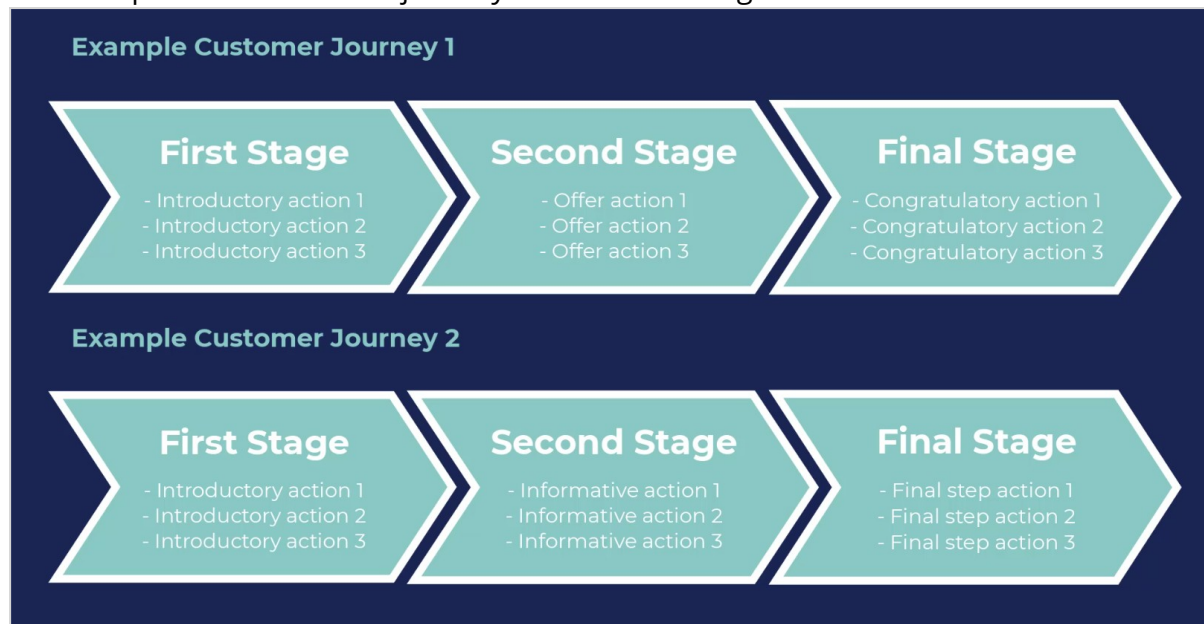 Example Customer Journey 1
First Stage
- Introductory action 1
- Introductory action 2
- Introductory action 3
Second Stage
- Offer action 1
- Offer action 2
- Offer action 3
Final Stage
- Congratulatory action 1
- Congratulatory action 2
- Congratulatory action 3
Example Customer Journey 2
First Stage
- Introductory action 1
- Introductory action 2
- Introductory action 3
Second Stage
- Informative action 1
- Informative action 2
- Informative action 3
Final Stage
- Final step action 1
- Final step action 2
- Final step action 3